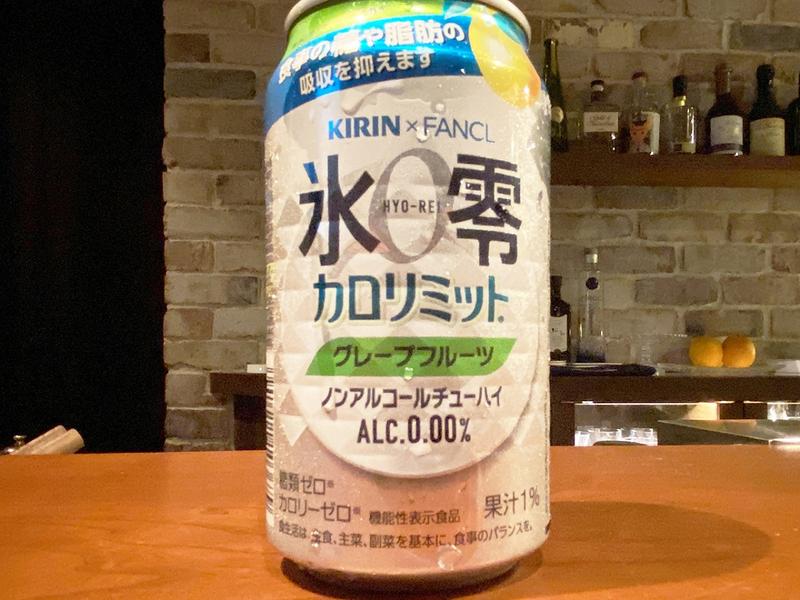 食事の糖や脂肪の
吸収を抑えます
KIRIN×FANCL
氷零
HYO-REI
カロリミット®
グレープフルーツ
ノンアルコールチューハイ
ALC.0.00%
糖類ゼロ※
カロリーゼロ※ 機能性表示食品 果汁1%
食生活は、主食、主菜、副菜を基本に、食事のバランスを。